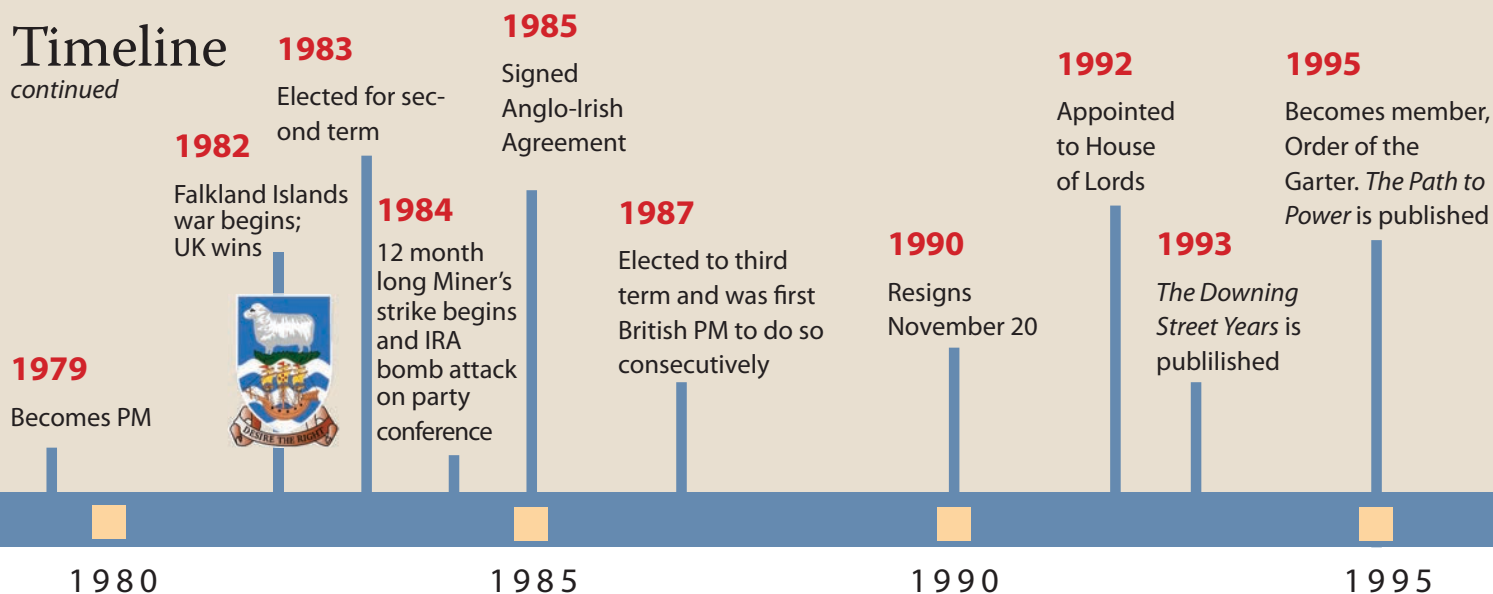 Timeline
continued
1979
Becomes PM
1982
Falkland Islands
war begins;
UK wins
DESIRE THE RIGHT
1983
Elected for sec-
ond term
1984
12 month
long Miner’s
strike begins
and IRA
bomb attack
on party
conference
1985
Signed
Anglo-Irish
Agreement
1987
Elected to third
term and was first
British PM to do so
consecutively
1990
Resigns
November 20
1992
Appointed
to House
of Lords
1993
The Downing
Street Years is
publilished
1995
Becomes member,
Order of the
Garter. The Path to
Power is published
1980
1985
1990
1995